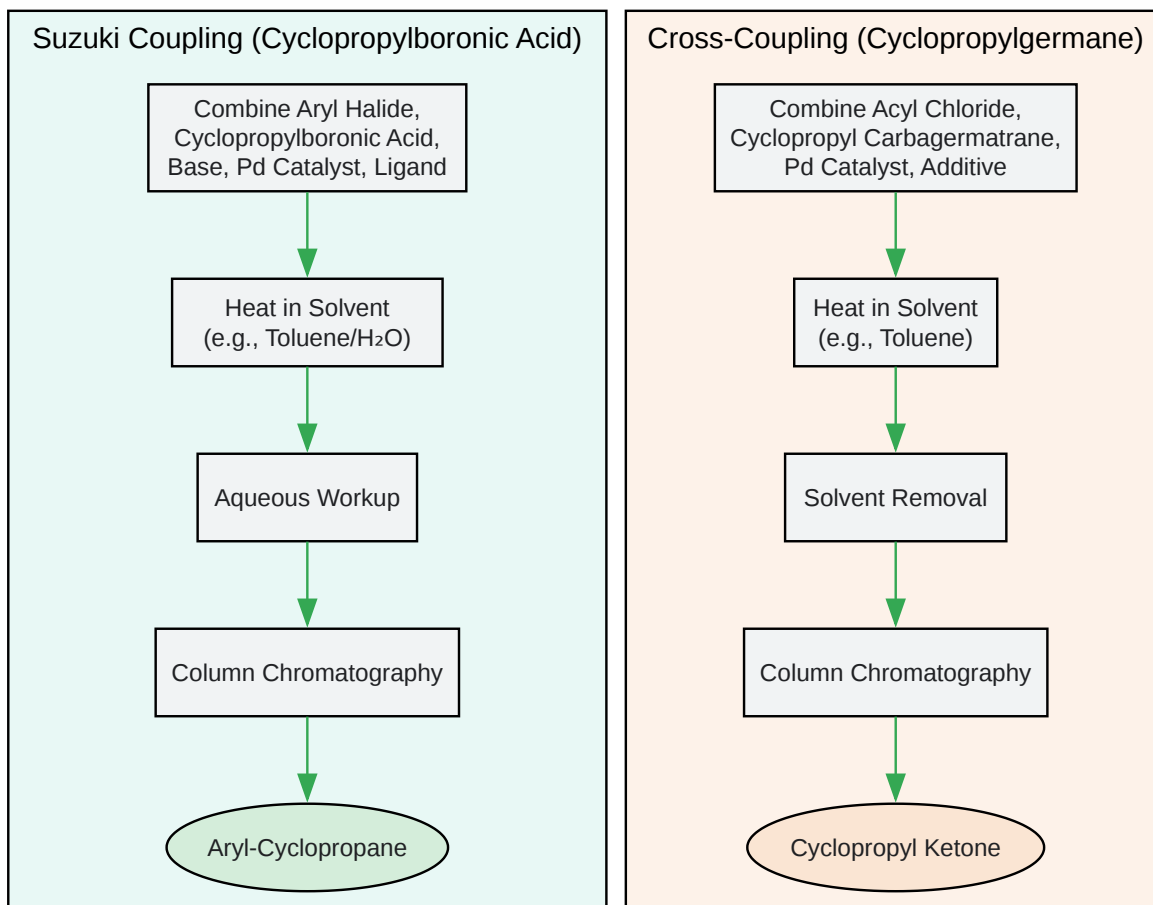 Suzuki Coupling (Cyclopropylboronic Acid)
Combine Aryl Halide,
Cyclopropylboronic Acid,
Base, Pd Catalyst, Ligand
Heat in Solvent
(e.g., Toluene/H₂O)
Aqueous Workup
Column Chromatography
Aryl-Cyclopropane
Cross-Coupling (Cyclopropylgermane)
Combine Acyl Chloride,
Cyclopropyl Carbagermatrane,
Pd Catalyst, Additive
Heat in Solvent
(e.g., Toluene)
Solvent Removal
Column Chromatography
Cyclopropyl Ketone